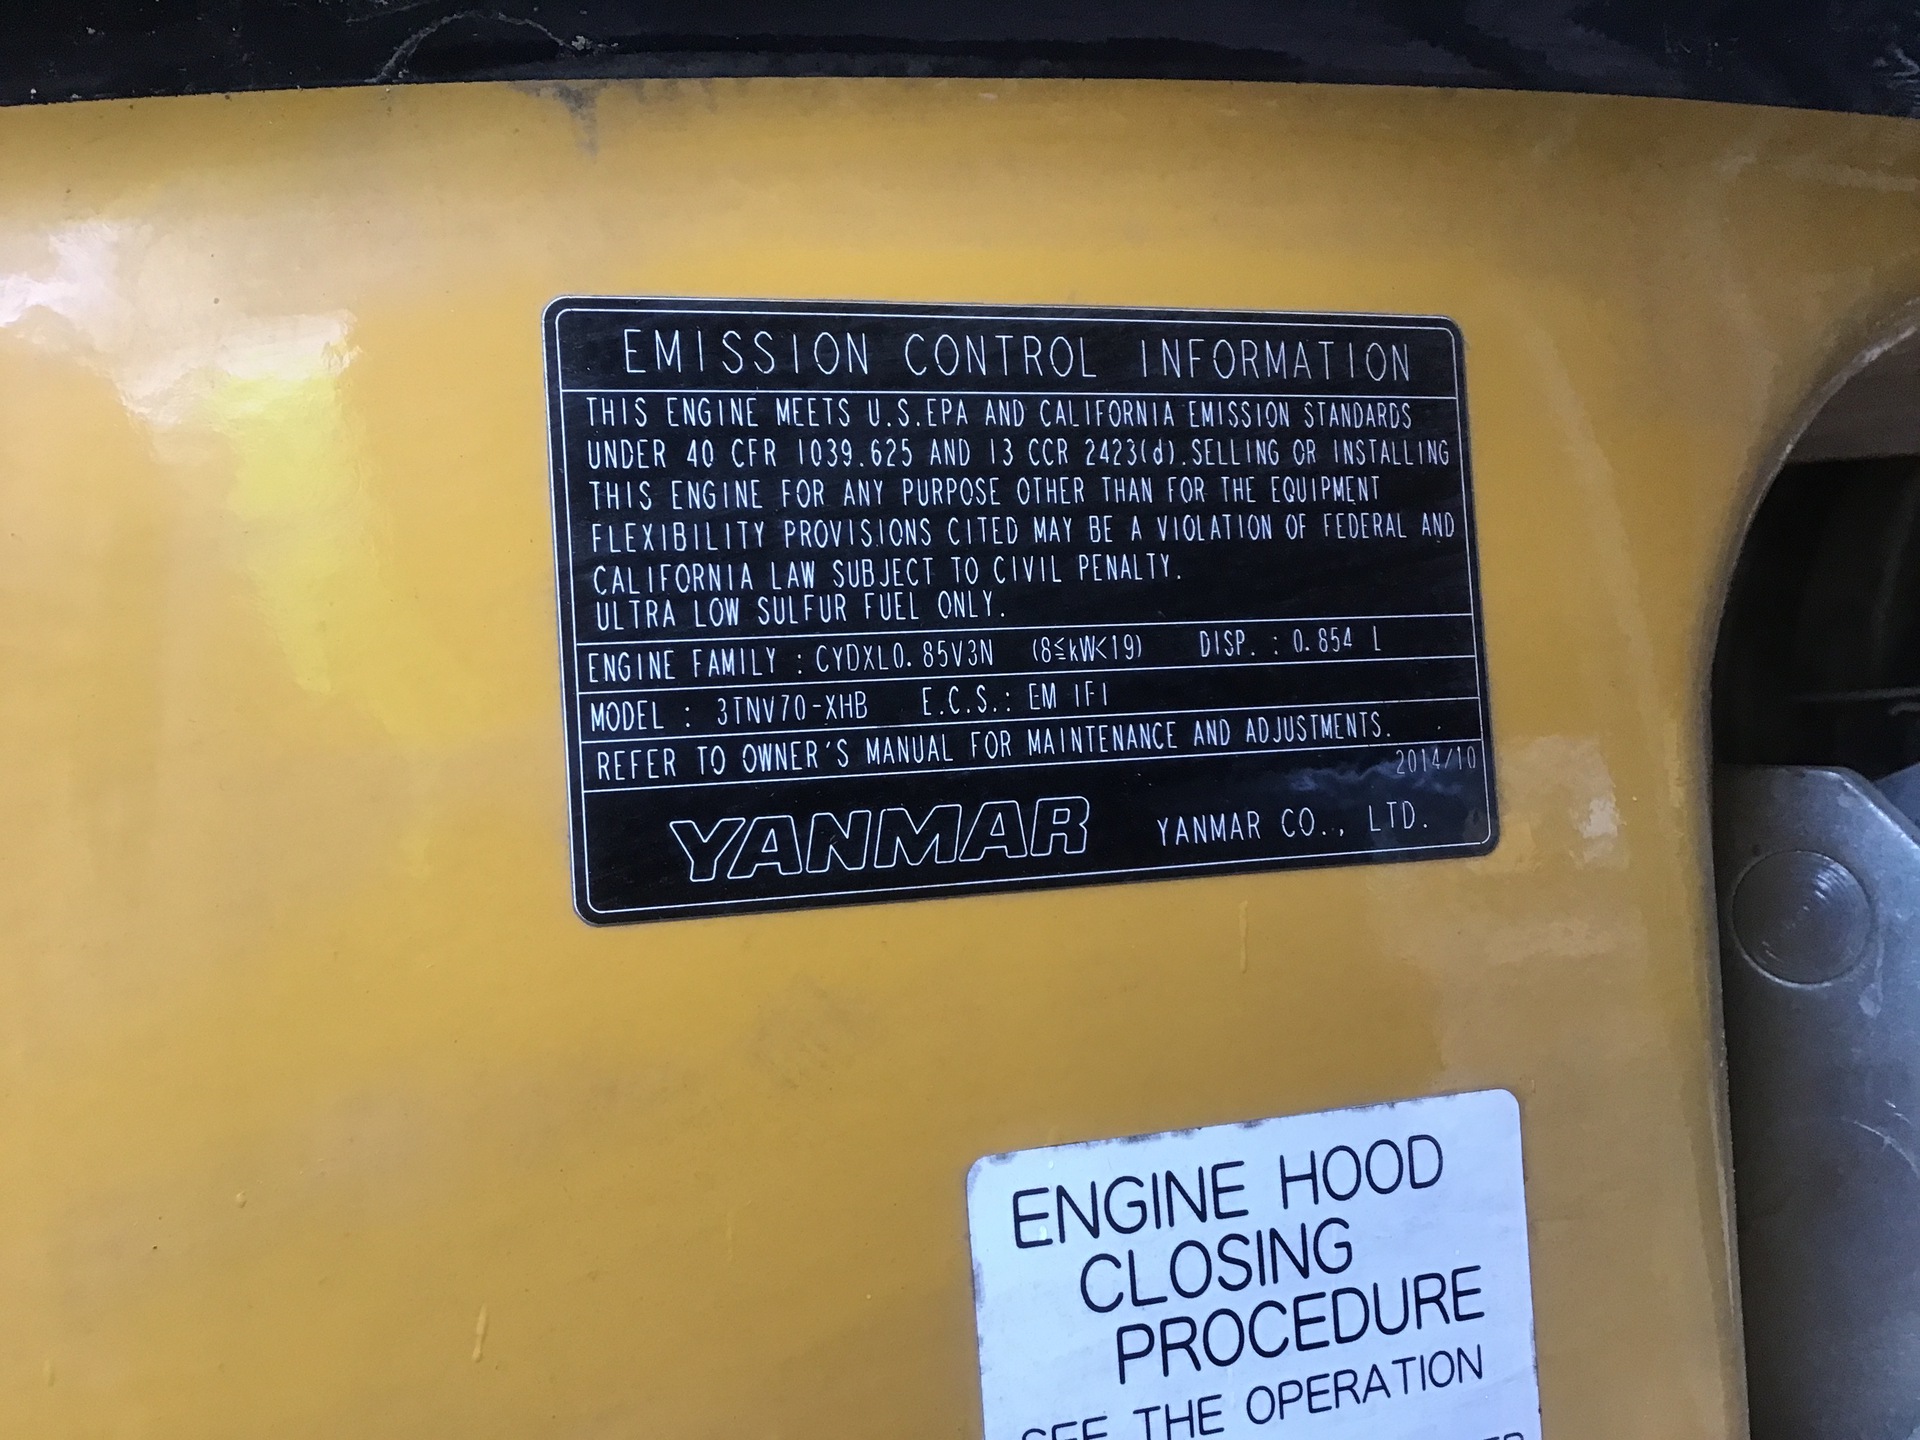 EMISSION CONTROL INFORMATION
THIS ENGINE MEETS U.S.EPA AND CALIFORNIA EMISSION STANDARDS
UNDER 40 CFR 1039.625 AND 13 CCR 2423(d).SELLING OR INSTALLING
THIS ENGINE FOR ANY PURPOSE OTHER THAN FOR THE EQUIPMENT
FLEXIBILITY PROVISIONS CITED MAY BE A VIOLATION OF FEDERAL AND
CALIFORNIA LAW SUBJECT TO CIVIL PENALTY.
ULTRA LOW SULFUR FUEL ONLY.
ENGINE FAMILY : CYDXL0.85V3N (8≤kW<19) DISP. : 0.854 L
MODEL : 3TNV70-XHB E.C.S.: EM IFI
REFER TO OWNER'S MANUAL FOR MAINTENANCE AND ADJUSTMENTS.
2014/10
YANMAR YANMAR CO., LTD.
ENGINE HOOD
CLOSING
PROCEDURE
SEE THE OPERATION